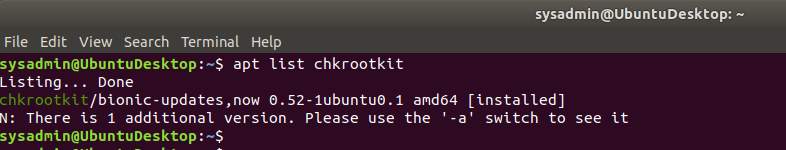 sysadmin@UbuntuDesktop: ~
File Edit View Search Terminal Help
sysadmin@UbuntuDesktop:~$ apt list chkrootkit
Listing... Done
chkrootkit/bionic-updates,now 0.52-1ubuntu0.1 amd64 [installed]
N: There is 1 additional version. Please use the '-a' switch to see it
sysadmin@UbuntuDesktop:~$
sysadmin@UbuntuDesktop:~$